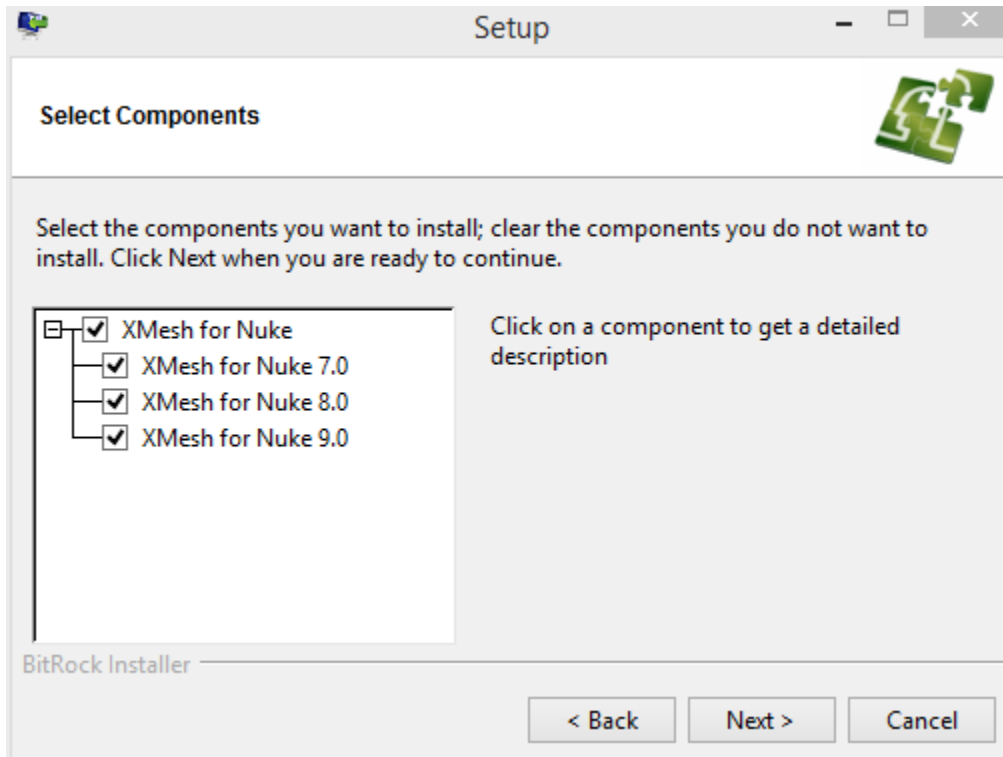 Setup
Select Components
Select the components you want to install; clear the components you do not want to
install. Click Next when you are ready to continue.
XMesh for Nuke
XMesh for Nuke 7.0
XMesh for Nuke 8.0
XMesh for Nuke 9.0
Click on a component to get a detailed
description
BitRock Installer
< Back
Next >
Cancel